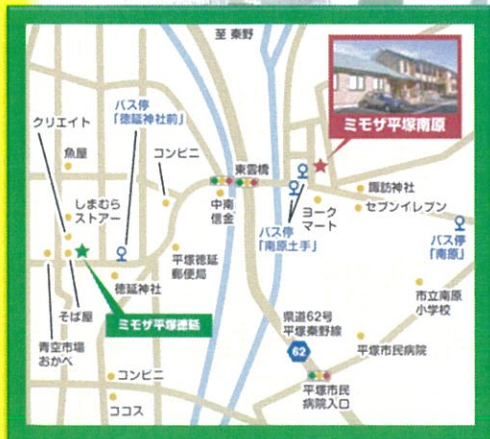 至 秦野
ミモザ平塚南原
クリエイト
バス停
「徳延神社前」
魚屋
コンビニ
東雲橋
しまむら
ストアー
中南
信金
諏訪神社
ヨーク
マート
セブンイレブン
バス停
「南原土手」
バス停
「南原」
平塚徳延
郵便局
徳延神社
市立南原
小学校
そば屋
ミモザ平塚徳延
県道62号
平塚秦野線
青空市場
おかべ
62
平塚市民病院
コンビニ
平塚市民
病院入口
ココス